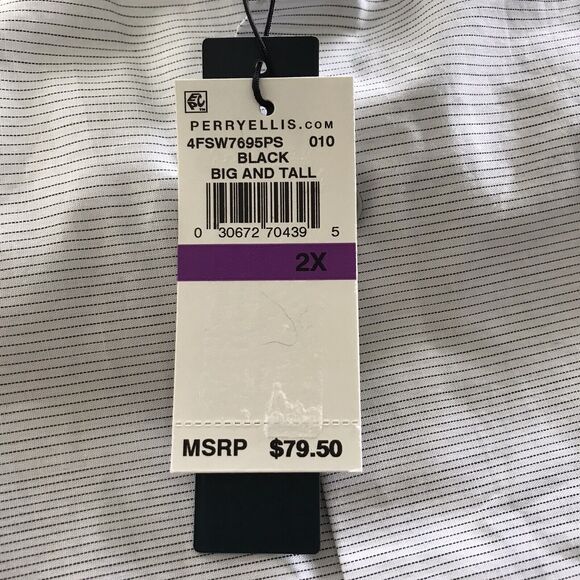 PERRYELLIS.COM
4FSW7695PS 010
BLACK
BIG AND TALL
0 30672 70439 5
2X
MSRP $79.50